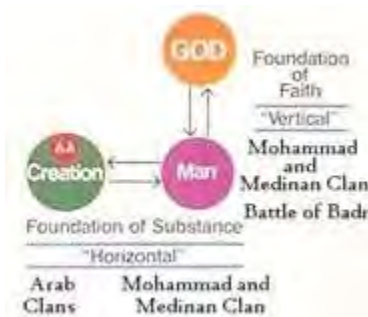 GOD
Foundation
of
Faith
"Vertical"
Mohammad
and
Medinan Clan
Battle of Badr
AA
Creation
Man
Foundation of Substance
"Horizontal"
Arab
Clans
Mohammad and
Medinan Clan